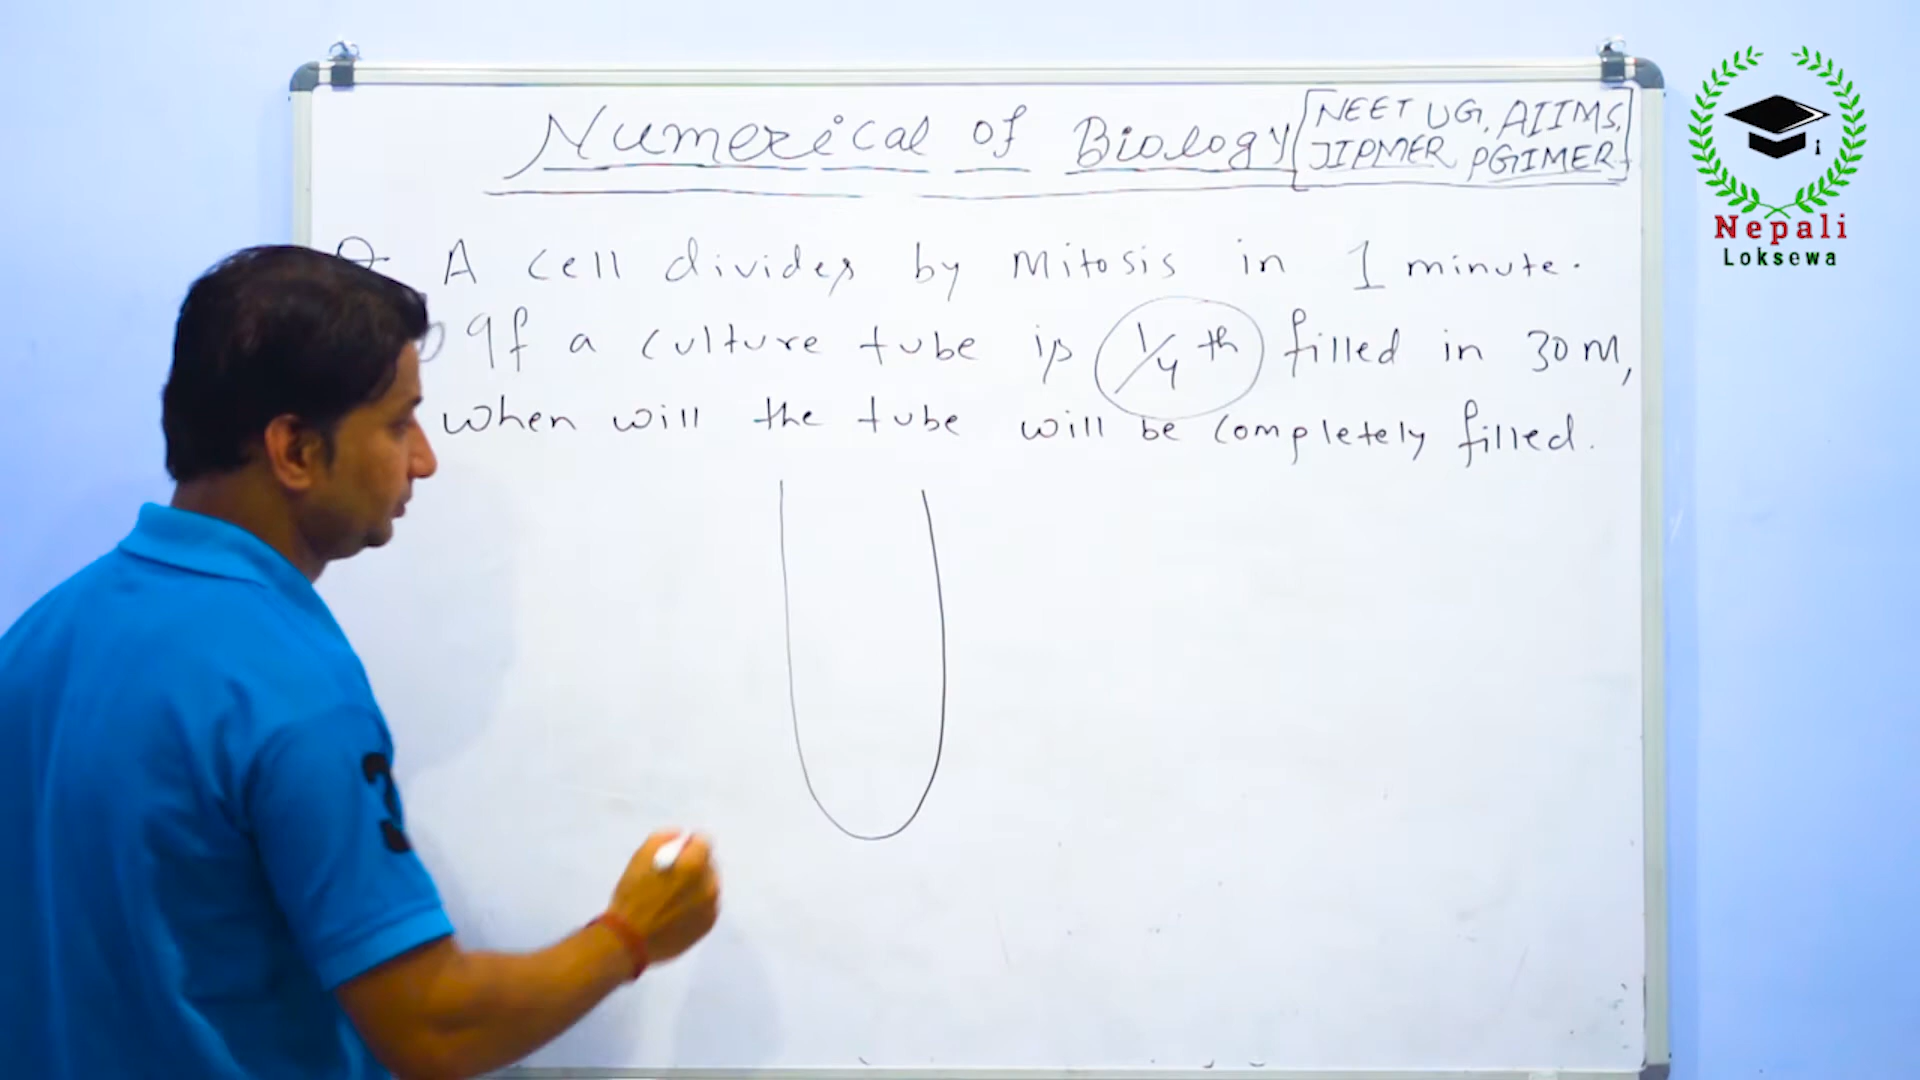 Numerical of Biology [NEET UG, AIIMS,
JIPMER PGIMER]
Q A cell divides by Mitosis in 1 minute.
If a culture tube is 1/4 th filled in 30 M,
when will the tube will be completely filled.
Nepali
Loksewa